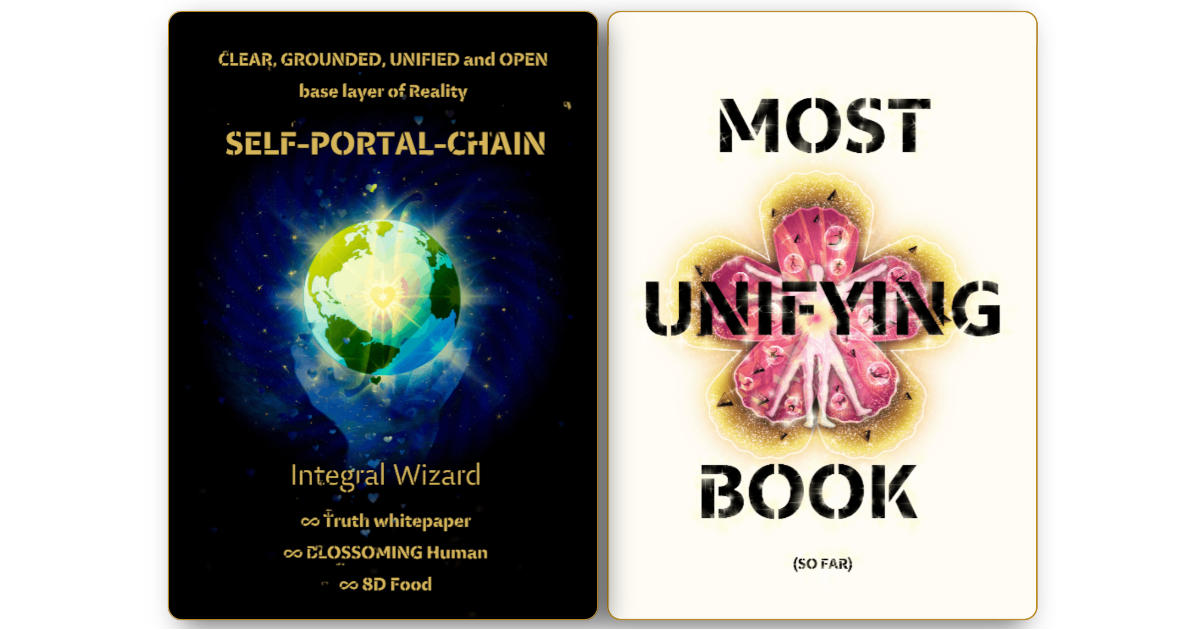 CLEAR, GROUNDED, UNIFIED and OPEN
base layer of Reality
SELF-PORTAL-CHAIN
Integral Wizard
∞ Truth whitepaper
∞ BLOSSOMING Human
∞ 8D Food
MOST
UNIFYING
BOOK
(SO FAR)